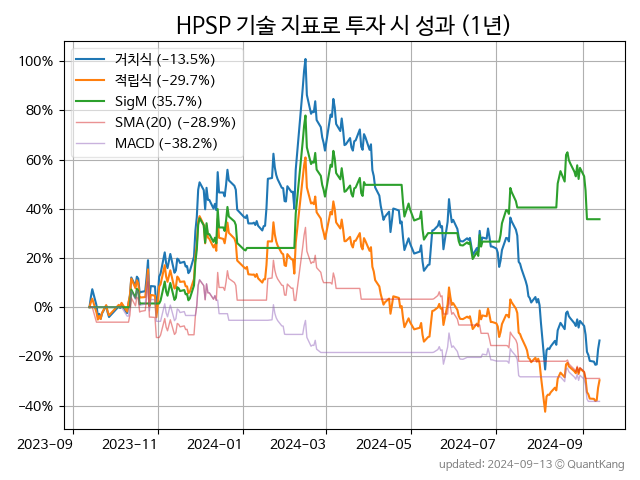 HPSP 기술 지표로 투자 시 성과 (1년)
거치식 (−13.5%)
적립식 (−29.7%)
SigM (35.7%)
SMA(20) (−28.9%)
MACD (−38.2%)
100%
80%
60%
40%
20%
0%
−20%
−40%
2023-09
2023-11
2024-01
2024-03
2024-05
2024-07
2024-09
updated: 2024-09-13 ⓒ QuantKang